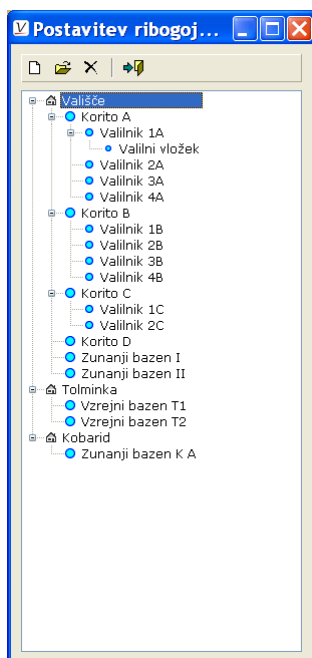 Postavitev ribogoj...
Vališče
Korito A
Valilnik 1A
Valilni vložek
Valilnik 2A
Valilnik 3A
Valilnik 4A
Korito B
Valilnik 1B
Valilnik 2B
Valilnik 3B
Valilnik 4B
Korito C
Valilnik 1C
Valilnik 2C
Korito D
Zunanji bazen I
Zunanji bazen II
Tolminka
Vzrejni bazen T1
Vzrejni bazen T2
Kobarid
Zunanji bazen K A